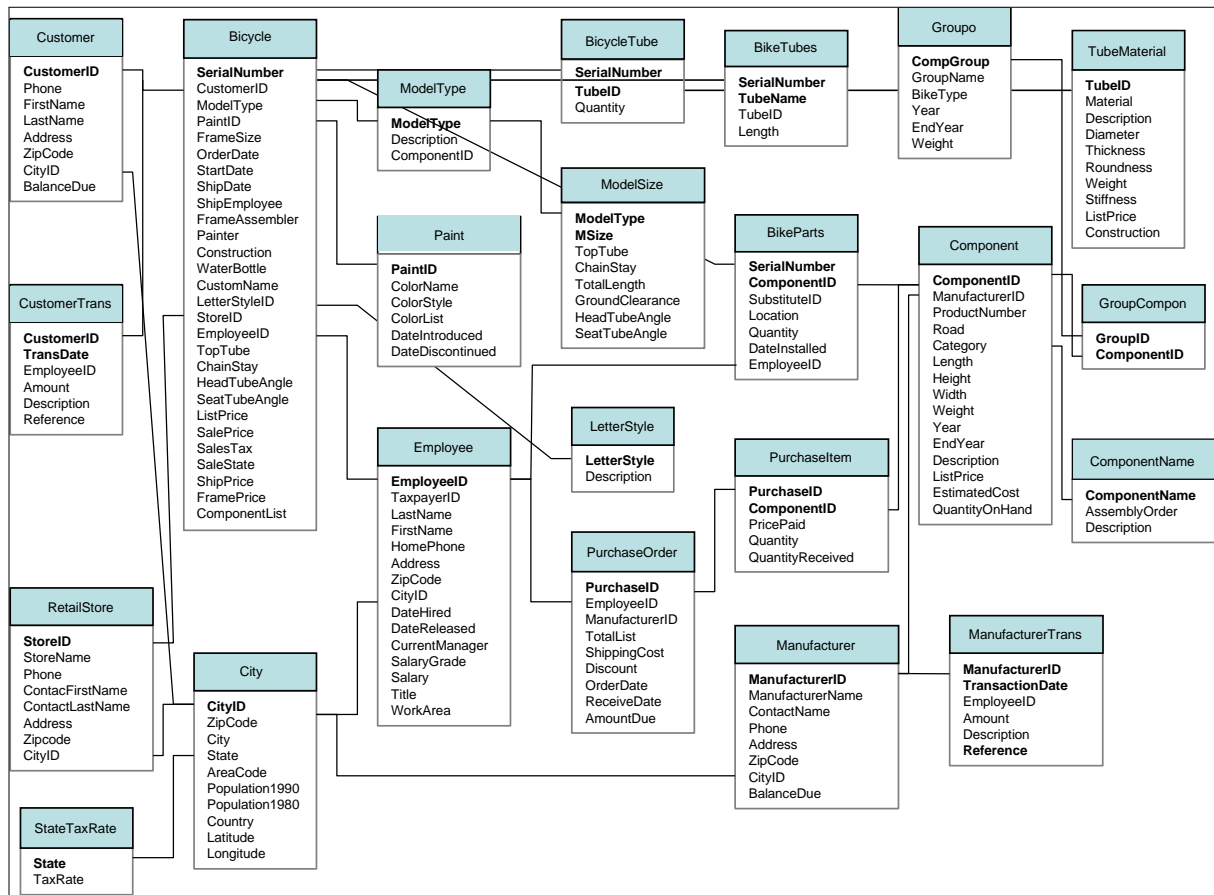 Customer
CustomerID
Phone
FirstName
LastName
Address
ZipCode
CityID
BalanceDue
Bicycle
SerialNumber
CustomerID
ModelType
PaintID
FrameSize
OrderDate
StartDate
ShipDate
ShipEmployee
FrameAssembler
Painter
Construction
WaterBottle
CustomName
LetterStyleID
StoreID
EmployeeID
TopTube
ChainStay
HeadTubeAngle
SeatTubeAngle
ListPrice
SalePrice
SalesTax
SaleState
ShipPrice
FramePrice
ComponentList
ModelType
ModelType
Description
ComponentID
BicycleTube
SerialNumber
TubeID
Quantity
BikeTubes
SerialNumber
TubeName
TubeID
Length
Groupo
CompGroup
GroupName
BikeType
Year
EndYear
Weight
TubeMaterial
TubeID
Material
Description
Diameter
Thickness
Roundness
Weight
Stiffness
ListPrice
Construction
CustomerTrans
CustomerID
TransDate
EmployeeID
Amount
Description
Reference
Paint
PaintID
ColorName
ColorStyle
ColorList
DateIntroduced
DateDiscontinued
ModelSize
ModelType
MSize
TopTube
ChainStay
TotalLength
GroundClearance
HeadTubeAngle
SeatTubeAngle
BikeParts
SerialNumber
ComponentID
SubstituteID
Location
Quantity
DateInstalled
EmployeeID
Component
ComponentID
ManufacturerID
ProductNumber
Road
Category
Length
Height
Width
Weight
Year
EndYear
Description
ListPrice
EstimatedCost
QuantityOnHand
GroupCompon
GroupID
ComponentID
Employee
EmployeeID
TaxpayerID
LastName
FirstName
HomePhone
Address
ZipCode
CityID
DateHired
DateReleased
CurrentManager
SalaryGrade
Salary
Title
WorkArea
LetterStyle
LetterStyle
Description
PurchaseItem
PurchaseID
ComponentID
PricePaid
Quantity
QuantityReceived
ComponentName
ComponentName
AssemblyOrder
Description
RetailStore
StoreID
StoreName
Phone
ContacFirstName
ContactLastName
Address
Zipcode
CityID
City
CityID
ZipCode
City
State
AreaCode
Population1990
Population1980
Country
Latitude
Longitude
PurchaseOrder
PurchaseID
EmployeeID
ManufacturerID
TotalList
ShippingCost
Discount
OrderDate
ReceiveDate
AmountDue
Manufacturer
ManufacturerID
ManufacturerName
ContactName
Phone
Address
ZipCode
CityID
BalanceDue
ManufacturerTrans
ManufacturerID
TransactionDate
EmployeeID
Amount
Description
Reference
StateTaxRate
State
TaxRate